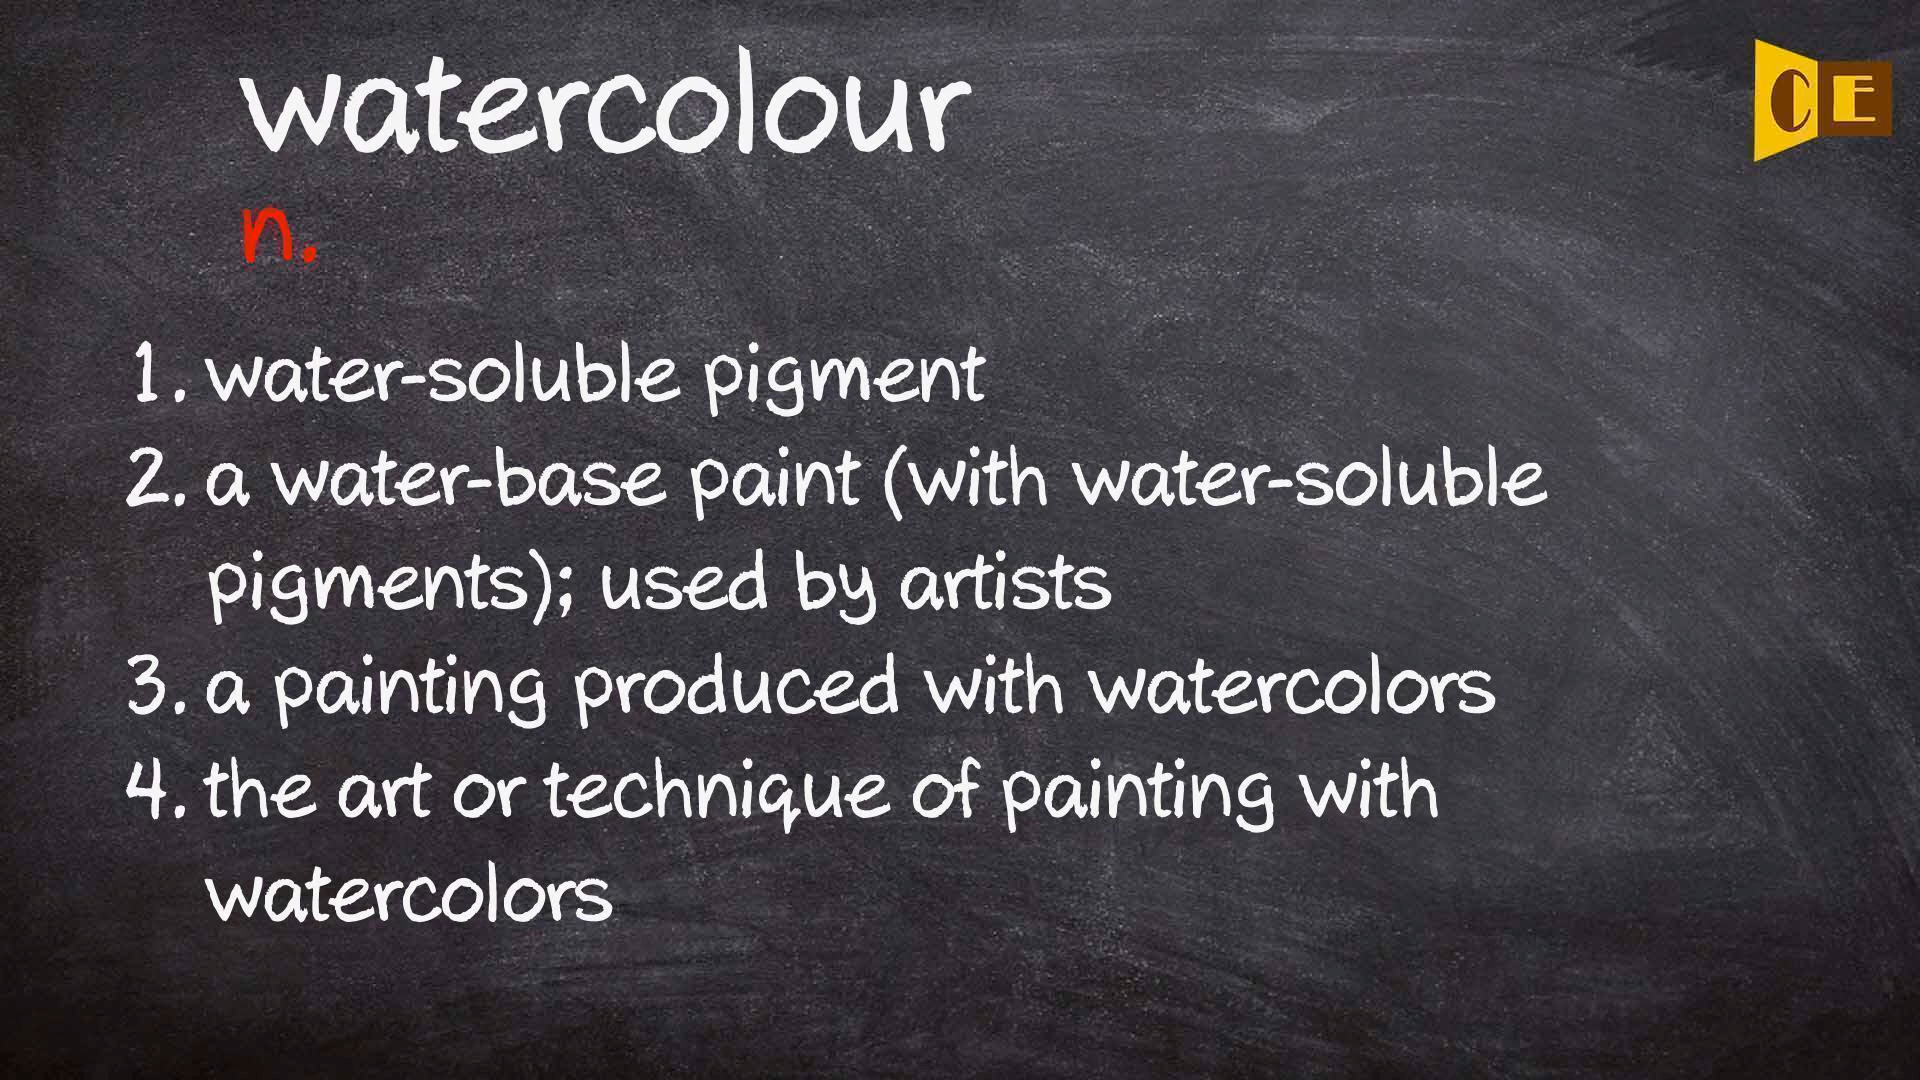 watercolour
CE
n.
1. water-soluble pigment
2. a water-base paint (with water-soluble
pigments); used by artists
3. a painting produced with watercolors
4. the art or technique of painting with
watercolors